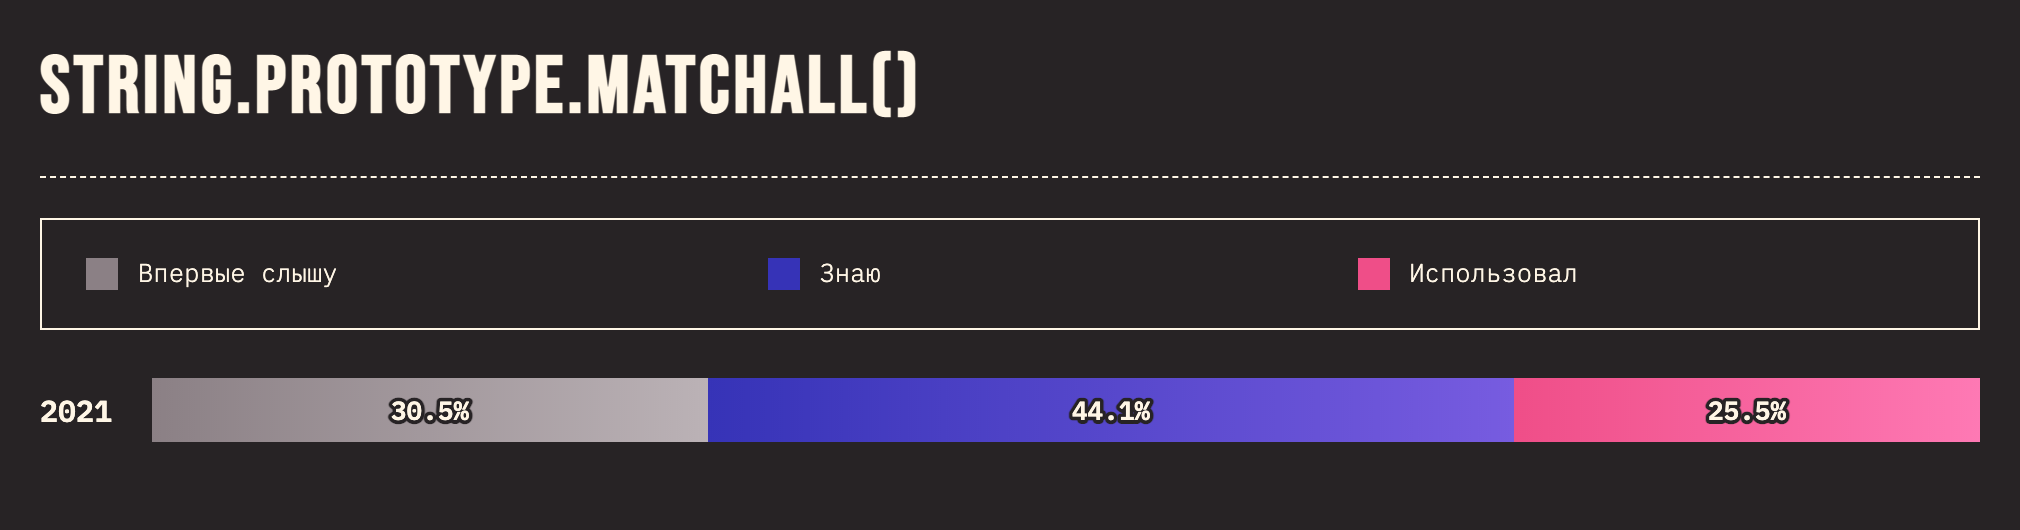 STRING.PROTOTYPE.MATCHALL()
Впервые слышу Знаю Использовал
2021 30.5% 44.1% 25.5%